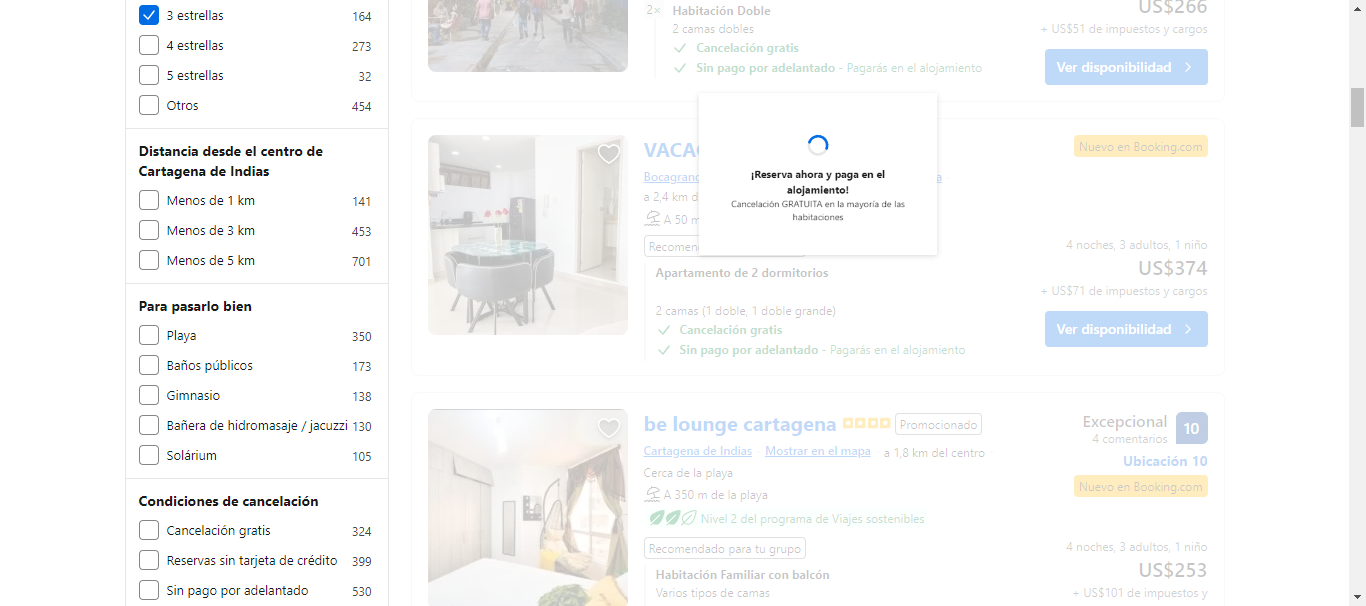 3 estrellas 164
4 estrellas 273
5 estrellas 32
Otros 454
Distancia desde el centro de
Cartagena de Indias
Menos de 1 km 141
Menos de 3 km 453
Menos de 5 km 701
Para pasarlo bien
Playa 350
Baños públicos 173
Gimnasio 138
Bañera de hidromasaje / jacuzzi 130
Solárium 105
Condiciones de cancelación
Cancelación gratis 324
Reservas sin tarjeta de crédito 399
Sin pago por adelantado 530
2× Habitación Doble
2 camas dobles
Cancelación gratis
Sin pago por adelantado - Pagarás en el alojamiento
US$266
+ US$51 de impuestos y cargos
Ver disponibilidad
¡Reserva ahora y paga en el
alojamiento!
Cancelación GRATUITA en la mayoría de las
habitaciones
Nuevo en Booking.com
a 2,4 km
A 50 m
Apartamento de 2 dormitorios
2 camas (1 doble, 1 doble grande)
Cancelación gratis
Sin pago por adelantado - Pagarás en el alojamiento
4 noches, 3 adultos, 1 niño
US$374
+ US$71 de impuestos y cargos
Ver disponibilidad
be lounge cartagena Promocionado
Cartagena de Indias Mostrar en el mapa a 1,8 km del centro
Cerca de la playa
A 350 m de la playa
Nivel 2 del programa de Viajes sostenibles
Recomendado para tu grupo
Habitación Familiar con balcón
Varios tipos de camas
Excepcional 10
4 comentarios
Ubicación 10
Nuevo en Booking.com
4 noches, 3 adultos, 1 niño
US$253
+ US$101 de impuestos y